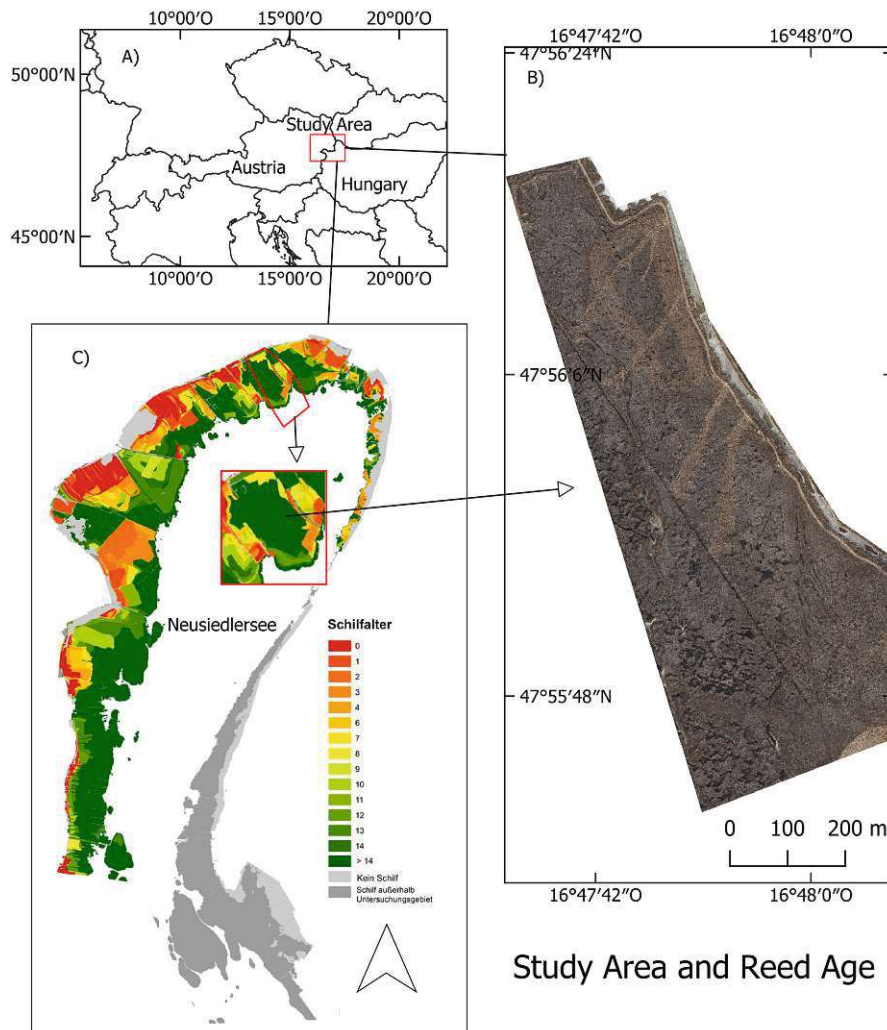 10°00'O 15°00'O 20°00'O
A)
50°00'N
45°00'N
Study Area
Austria
Hungary
10°00'O 15°00'O 20°00'O
16°47'42"O 16°48'0"O
47°56'24"N
B)
47°56'6"N
47°55'48"N
0 100 200 m
16°47'42"O 16°48'0"O
C)
Neusiedlersee
Schilfalter
0
1
2
3
4
6
7
8
9
10
11
12
13
14
> 14
Kein Schilf
Schilf außerhalb
Untersuchungsgebiet
Study Area and Reed Age